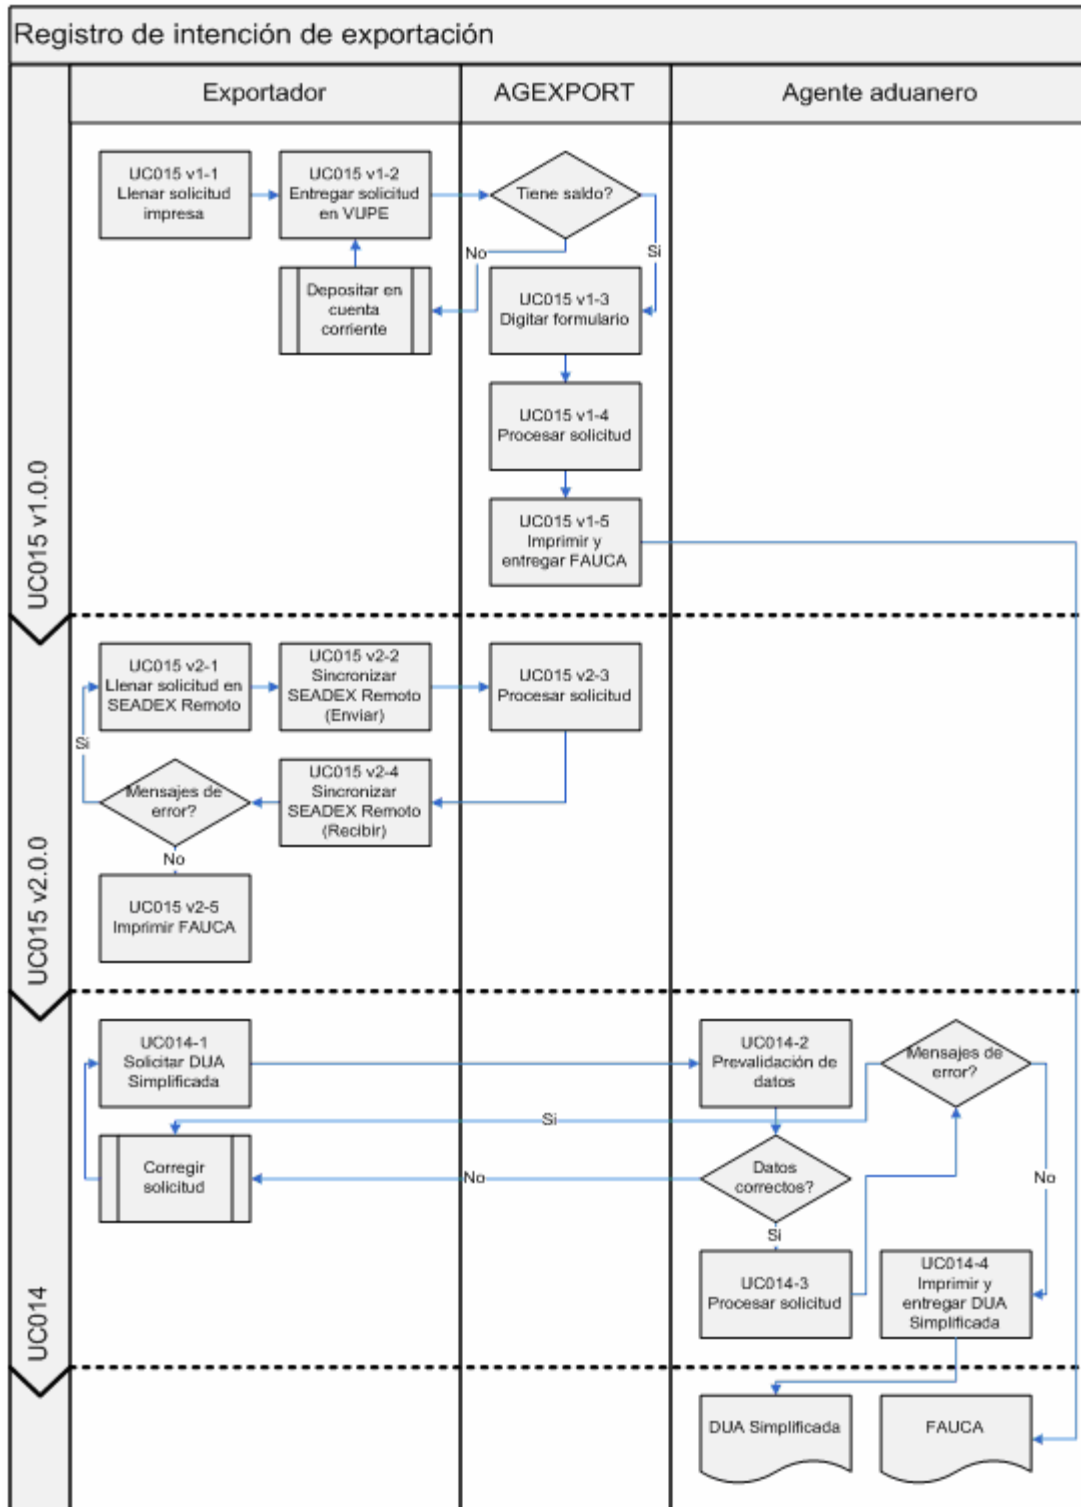 Registro de intención de exportación
Exportador
AGEXPORT
Agente aduanero
UC015 v1.0.0
UC015 v1-1
Llenar solicitud
impresa
UC015 v1-2
Entregar solicitud
en VUPE
Tiene saldo?
No
Si
Depositar en
cuenta
corriente
UC015 v1-3
Digitar formulario
UC015 v1-4
Procesar solicitud
UC015 v1-5
Imprimir y
entregar FAUCA
UC015 v2.0.0
UC015 v2-1
Llenar solicitud en
SEADEX Remoto
UC015 v2-2
Sincronizar
SEADEX Remoto
(Enviar)
UC015 v2-3
Procesar solicitud
Si
Mensajes de
error?
UC015 v2-4
Sincronizar
SEADEX Remoto
(Recibir)
No
UC015 v2-5
Imprimir FAUCA
UC014
UC014-1
Solicitar DUA
Simplificada
UC014-2
Prevalidación de
datos
Mensajes de
error?
Si
Corregir
solicitud
No
Datos
correctos?
No
Si
UC014-3
Procesar solicitud
UC014-4
Imprimir y
entregar DUA
Simplificada
DUA Simplificada
FAUCA